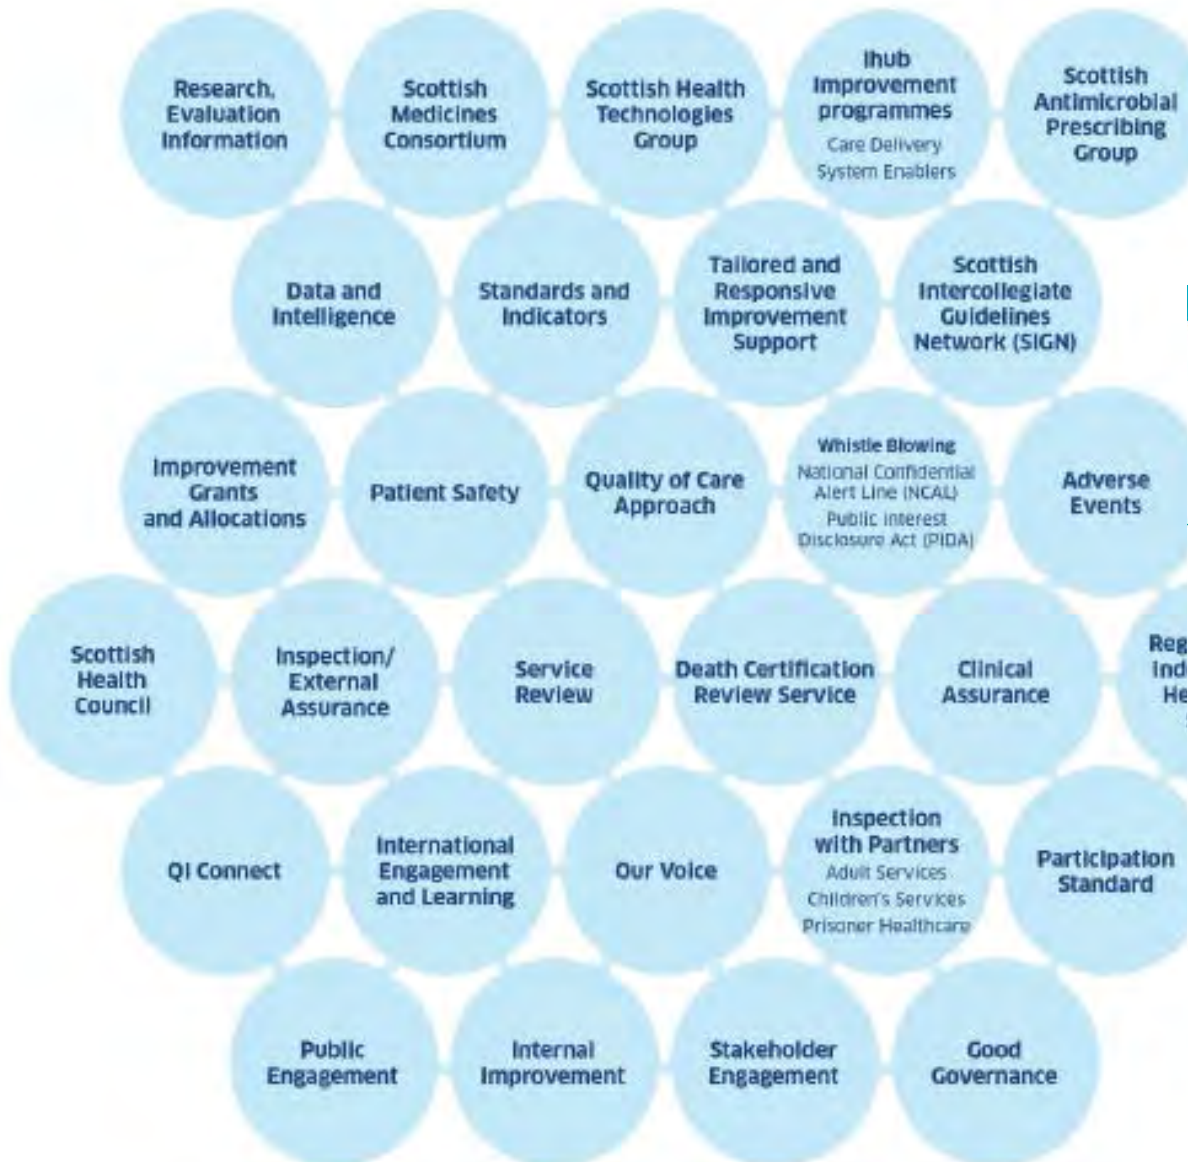 Research,
Evaluation
Information
Scottish
Medicines
Consortium
Scottish Health
Technologies
Group
Ihub
Improvement
programmes
Care Delivery
System Enablers
Scottish
Antimicrobial
Prescribing
Group
Data and
Intelligence
Standards and
Indicators
Tailored and
Responsive
Improvement
Support
Scottish
Intercollegiate
Guidelines
Network (SIGN)
Improvement
Grants
and Allocations
Patient Safety
Quality of Care
Approach
Whistle Blowing
National Confidential
Alert Line (NCAL)
Public Interest
Disclosure Act (PIDA)
Adverse
Events
Scottish
Health
Council
Inspection/
External
Assurance
Service
Review
Death Certification
Review Service
Clinical
Assurance
QI Connect
International
Engagement
and Learning
Our Voice
Inspection
with Partners
Adult Services
Children's Services
Prisoner Healthcare
Participation
Standard
Public
Engagement
Internal
Improvement
Stakeholder
Engagement
Good
Governance